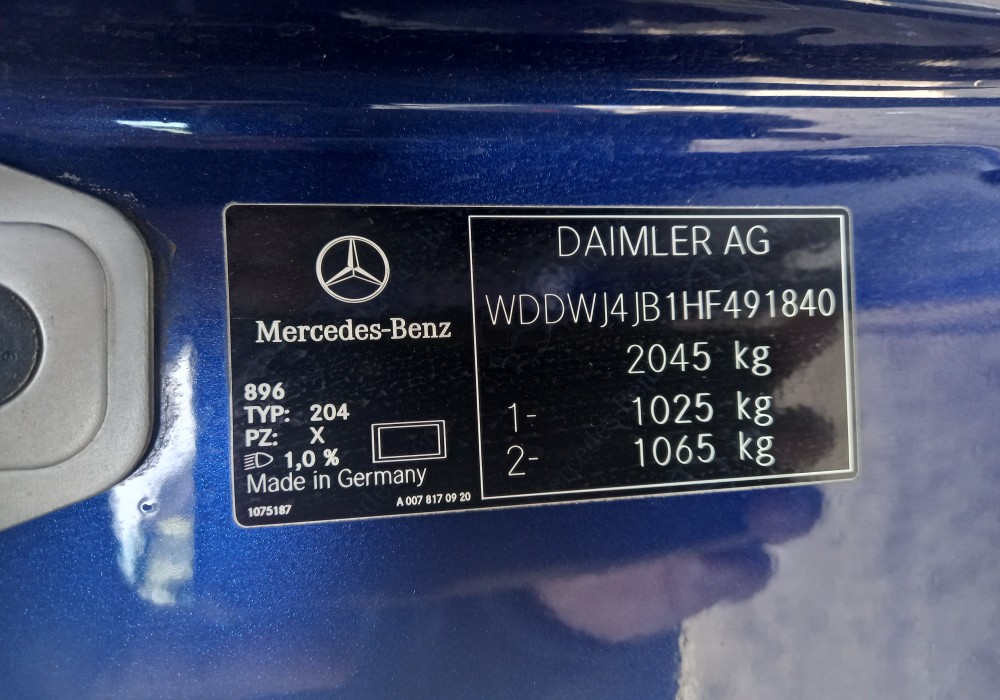 Mercedes-Benz
896
TYP: 204
PZ: X
1,0 %
Made in Germany
1075187
A 007 817 09 20
DAIMLER AG
WDDWJ4JB1HF491840
2045 kg
1- 1025 kg
2- 1065 kg